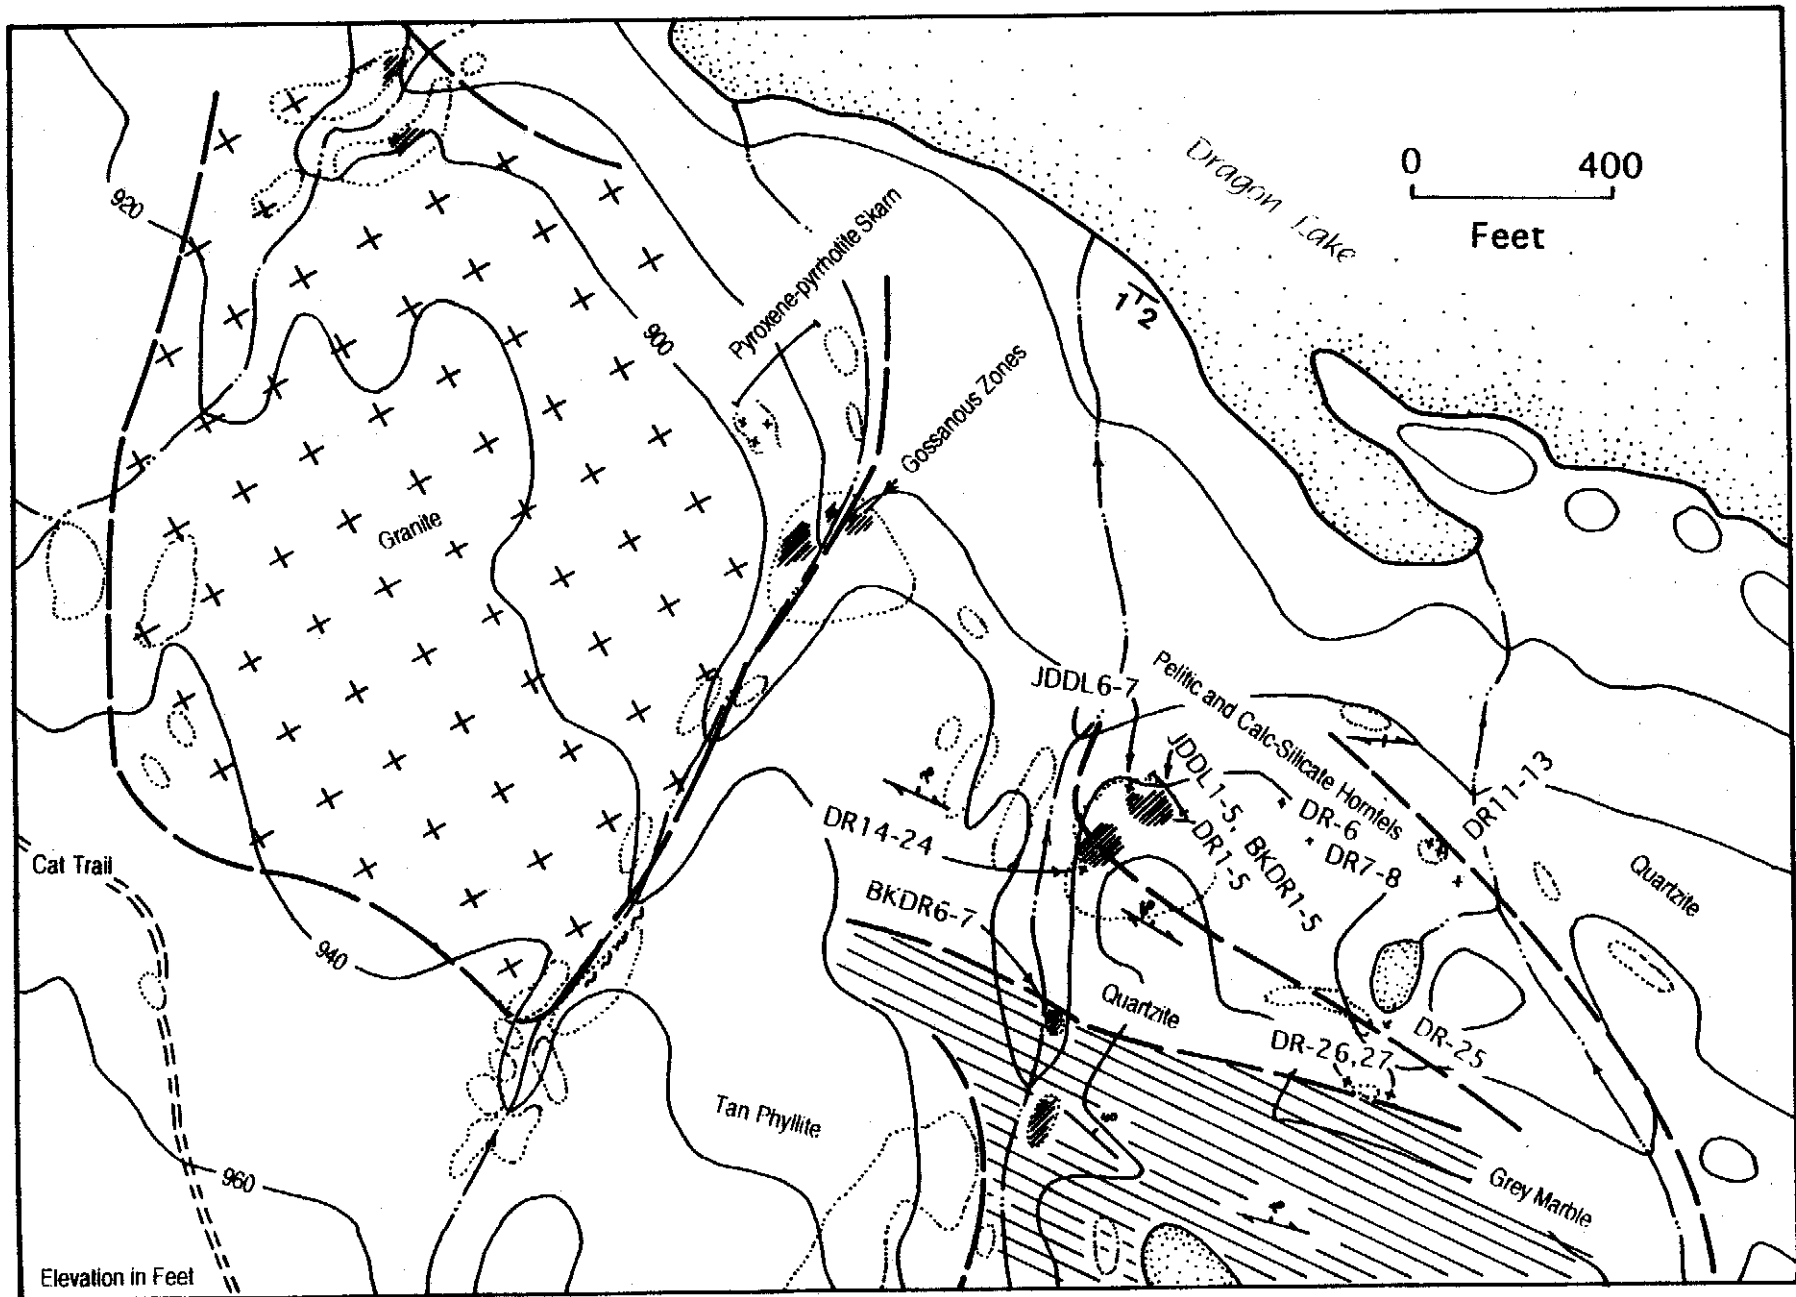 0 400
Feet
Dragon Lake
920
Pyroxene-pyrrhotite Skarn
900
12
Gossanous Zones
Granite
JDDL6-7
Pelitic and Calc-Silicate Hornfels
JDDL1-5, BKDR1-5
DR1-5
DR-6
DR7-8
DR11-13
DR14-24
BKDR6-7
Quartzite
Cat Trail
940
Quartzite
DR-25
DR-26,27
Tan Phyllite
Grey Marble
960
Elevation in Feet